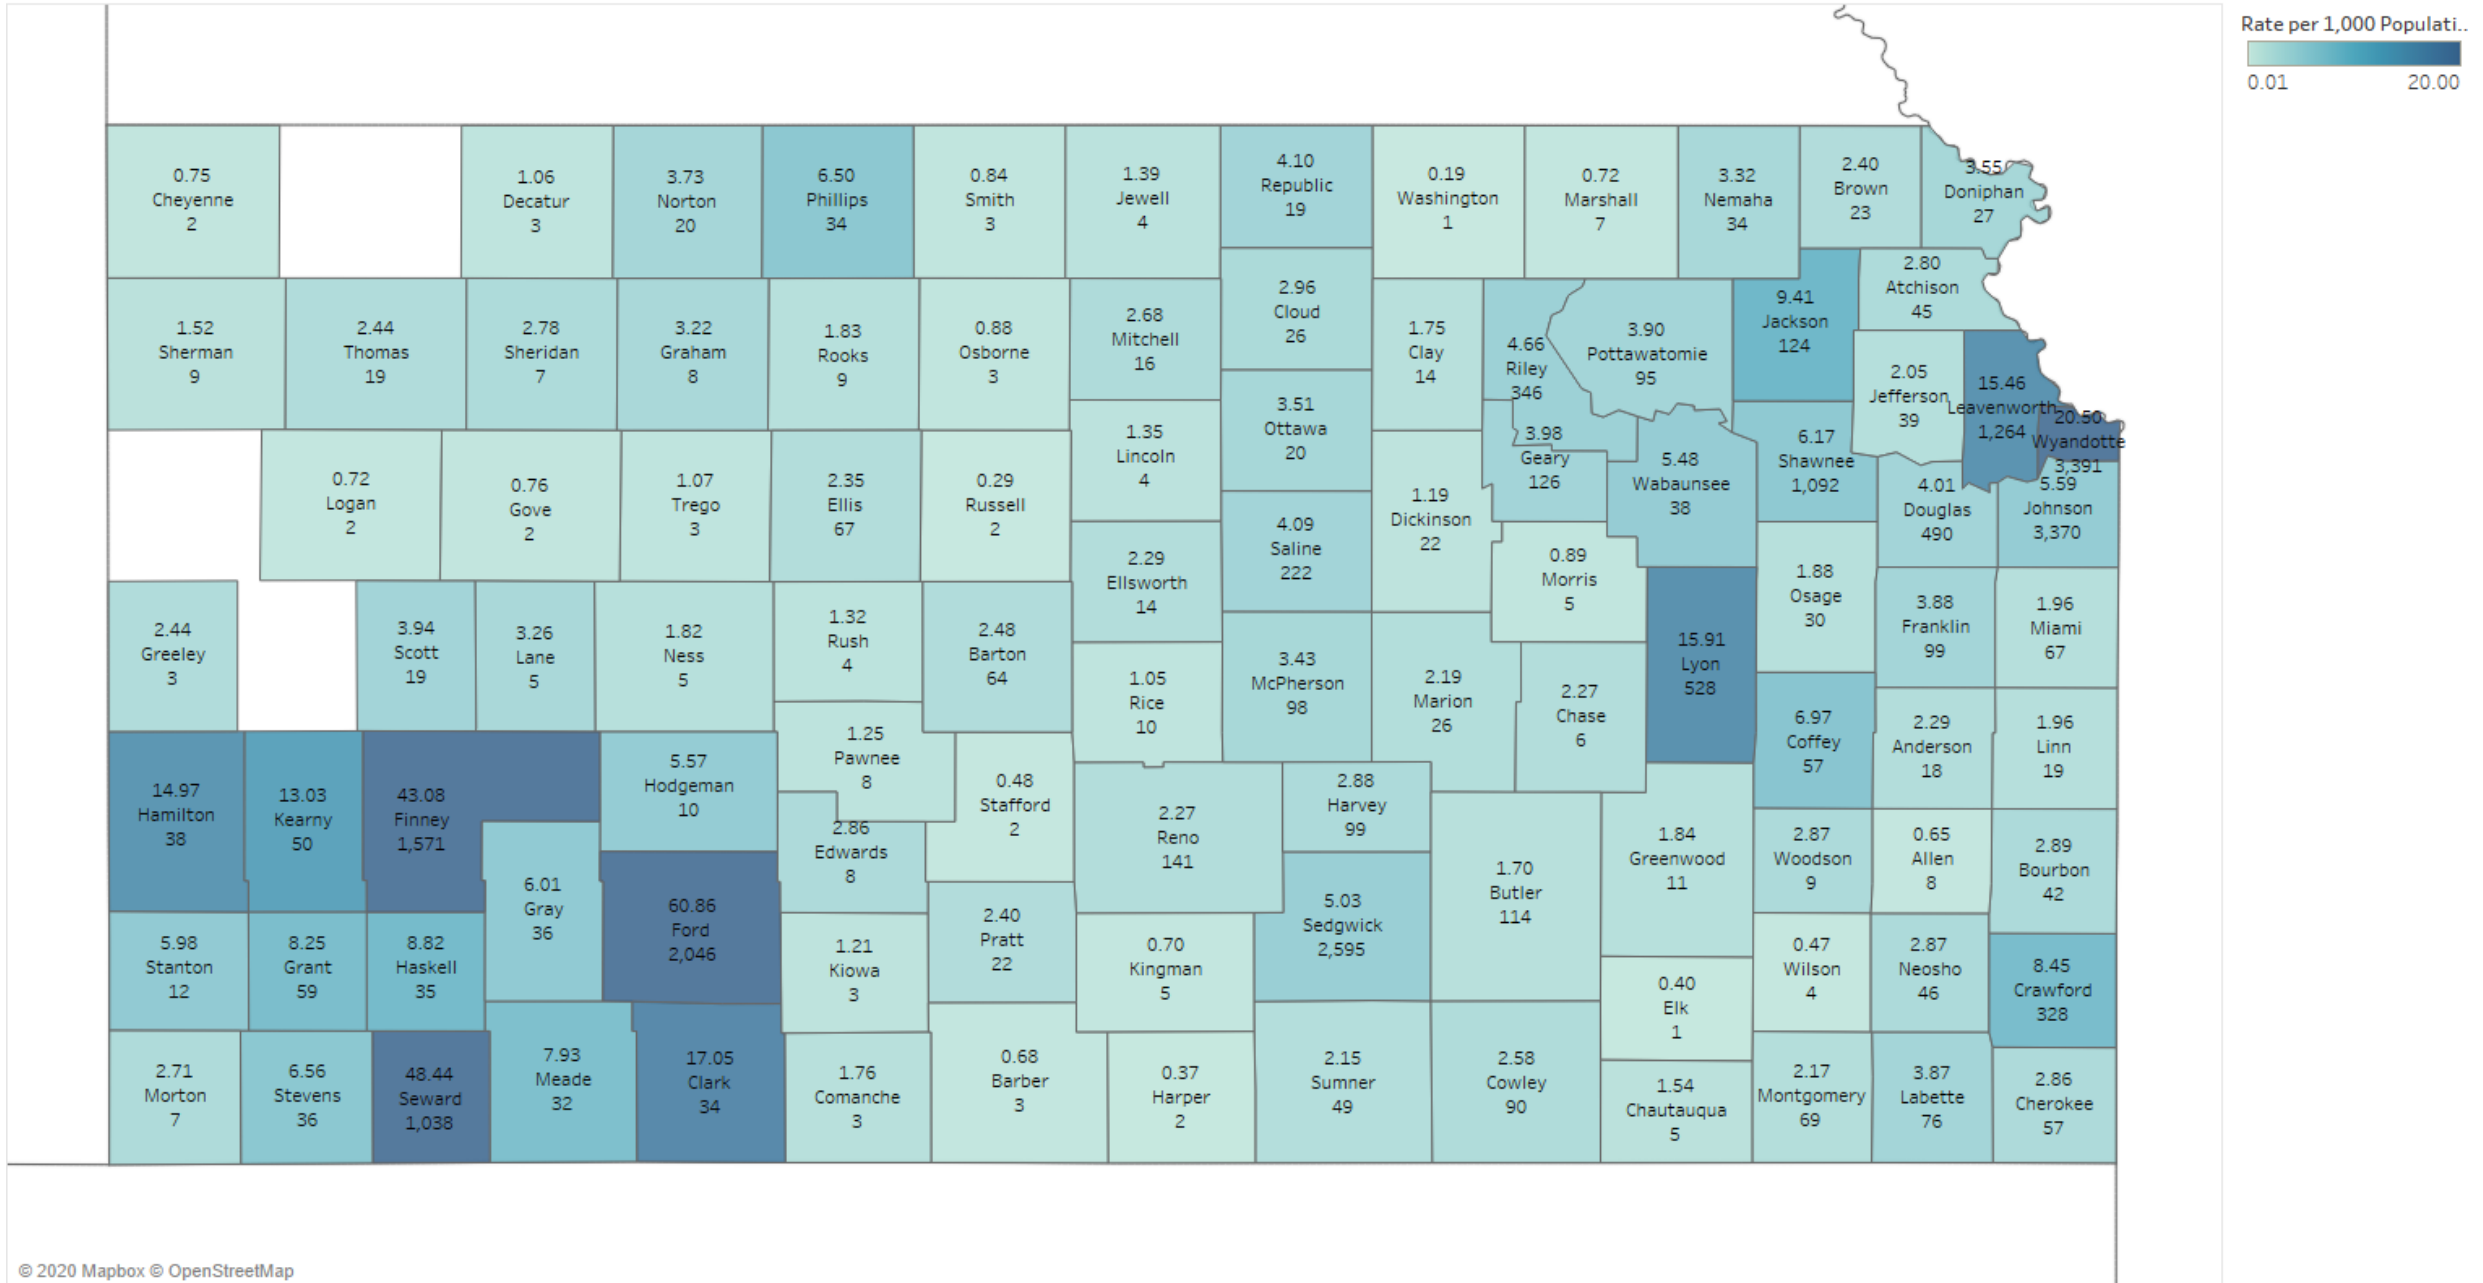 Rate per 1,000 Populati..
0.01 20.00
0.75
Cheyenne
2
1.06
Decatur
3
3.73
Norton
20
6.50
Phillips
34
0.84
Smith
3
1.39
Jewell
4
4.10
Republic
19
0.19
Washington
1
0.72
Marshall
7
3.32
Nemaha
34
2.40
Brown
23
3.55
Doniphan
27
1.52
Sherman
9
2.44
Thomas
19
2.78
Sheridan
7
3.22
Graham
8
1.83
Rooks
9
0.88
Osborne
3
2.68
Mitchell
16
2.96
Cloud
26
1.75
Clay
14
4.66
Riley
346
3.90
Pottawatomie
95
9.41
Jackson
124
2.80
Atchison
45
2.05
Jefferson
39
15.46
Leavenworth
1,264
20.50
Wyandotte
3,391
0.72
Logan
2
0.76
Gove
2
1.07
Trego
3
2.35
Ellis
67
0.29
Russell
2
1.35
Lincoln
4
3.51
Ottawa
20
1.19
Dickinson
22
3.98
Geary
126
5.48
Wabaunsee
38
6.17
Shawnee
1,092
4.01
Douglas
490
5.59
Johnson
3,370
2.29
Ellsworth
14
4.09
Saline
222
0.89
Morris
5
1.88
Osage
30
3.88
Franklin
99
1.96
Miami
67
2.44
Greeley
3
3.94
Scott
19
3.26
Lane
5
1.82
Ness
5
1.32
Rush
4
2.48
Barton
64
1.05
Rice
10
3.43
McPherson
98
2.19
Marion
26
2.27
Chase
6
15.91
Lyon
528
6.97
Coffey
57
2.29
Anderson
18
1.96
Linn
19
14.97
Hamilton
38
13.03
Kearny
50
43.08
Finney
1,571
5.57
Hodgeman
10
1.25
Pawnee
8
0.48
Stafford
2
2.86
Edwards
8
2.27
Reno
141
2.88
Harvey
99
1.84
Greenwood
11
2.87
Woodson
9
0.65
Allen
8
2.89
Bourbon
42
6.01
Gray
36
60.86
Ford
2,046
2.40
Pratt
22
5.03
Sedgwick
2,595
1.70
Butler
114
5.98
Stanton
12
8.25
Grant
59
8.82
Haskell
35
1.21
Kiowa
3
0.70
Kingman
5
0.40
Elk
1
0.47
Wilson
4
2.87
Neosho
46
8.45
Crawford
328
2.71
Morton
7
6.56
Stevens
36
48.44
Seward
1,038
7.93
Meade
32
17.05
Clark
34
1.76
Comanche
3
0.68
Barber
3
0.37
Harper
2
2.15
Sumner
49
2.58
Cowley
90
1.54
Chautauqua
5
2.17
Montgomery
69
3.87
Labette
76
2.86
Cherokee
57
© 2020 Mapbox © OpenStreetMap